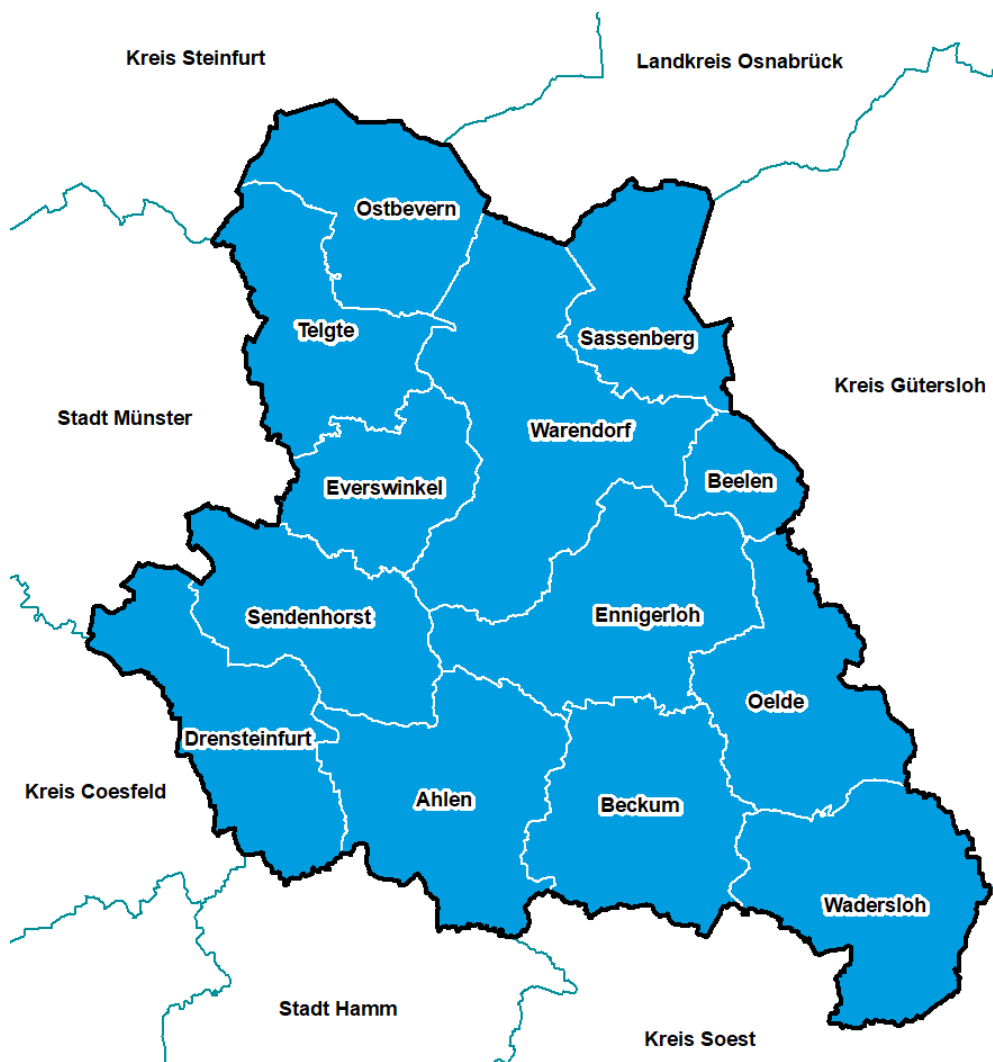 Kreis Steinfurt
Landkreis Osnabrück
Ostbevern
Telgte
Sassenberg
Kreis Gütersloh
Stadt Münster
Warendorf
Everswinkel
Beelen
Sendenhorst
Ennigerloh
Oelde
Drensteinfurt
Kreis Coesfeld
Ahlen
Beckum
Wadersloh
Stadt Hamm
Kreis Soest